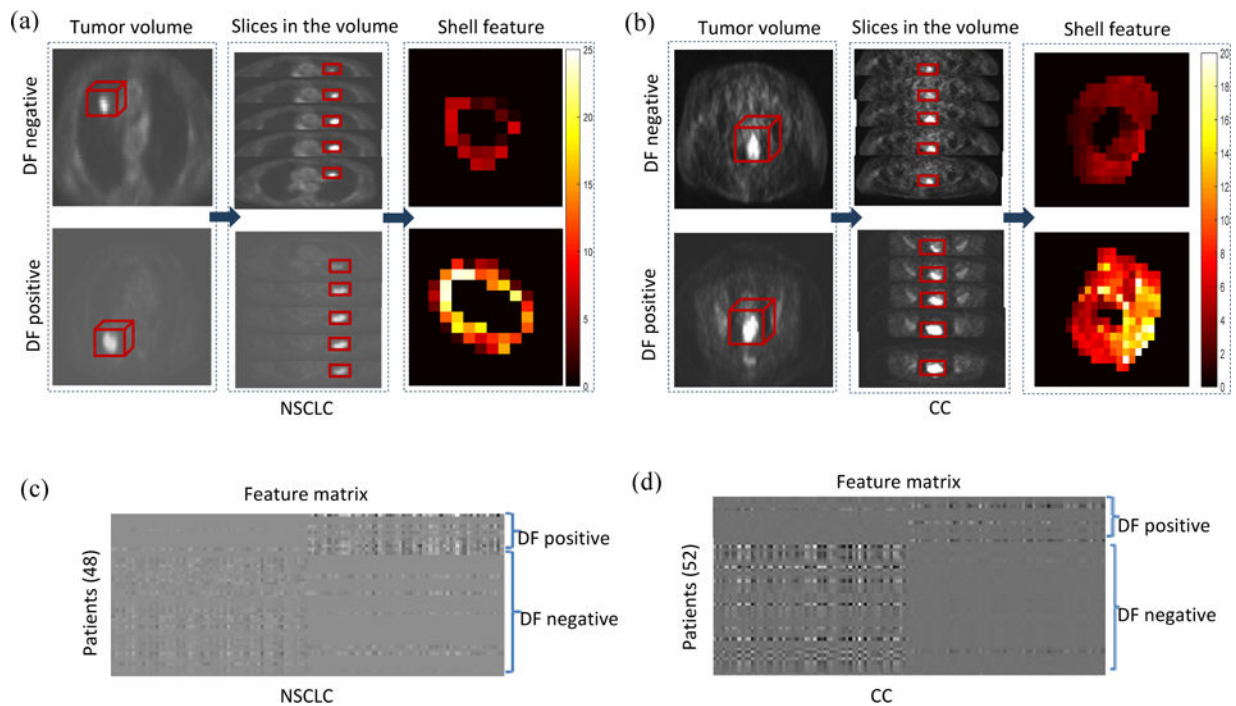 (a)
Tumor volume
Slices in the volume
Shell feature
DF negative
DF positive
25
20
15
10
5
0
NSCLC
(b)
Tumor volume
Slices in the volume
Shell feature
DF negative
DF positive
20
18
16
14
12
10
8
6
4
2
0
CC
(c)
Feature matrix
Patients (48)
DF positive
DF negative
NSCLC
(d)
Feature matrix
Patients (52)
DF positive
DF negative
CC